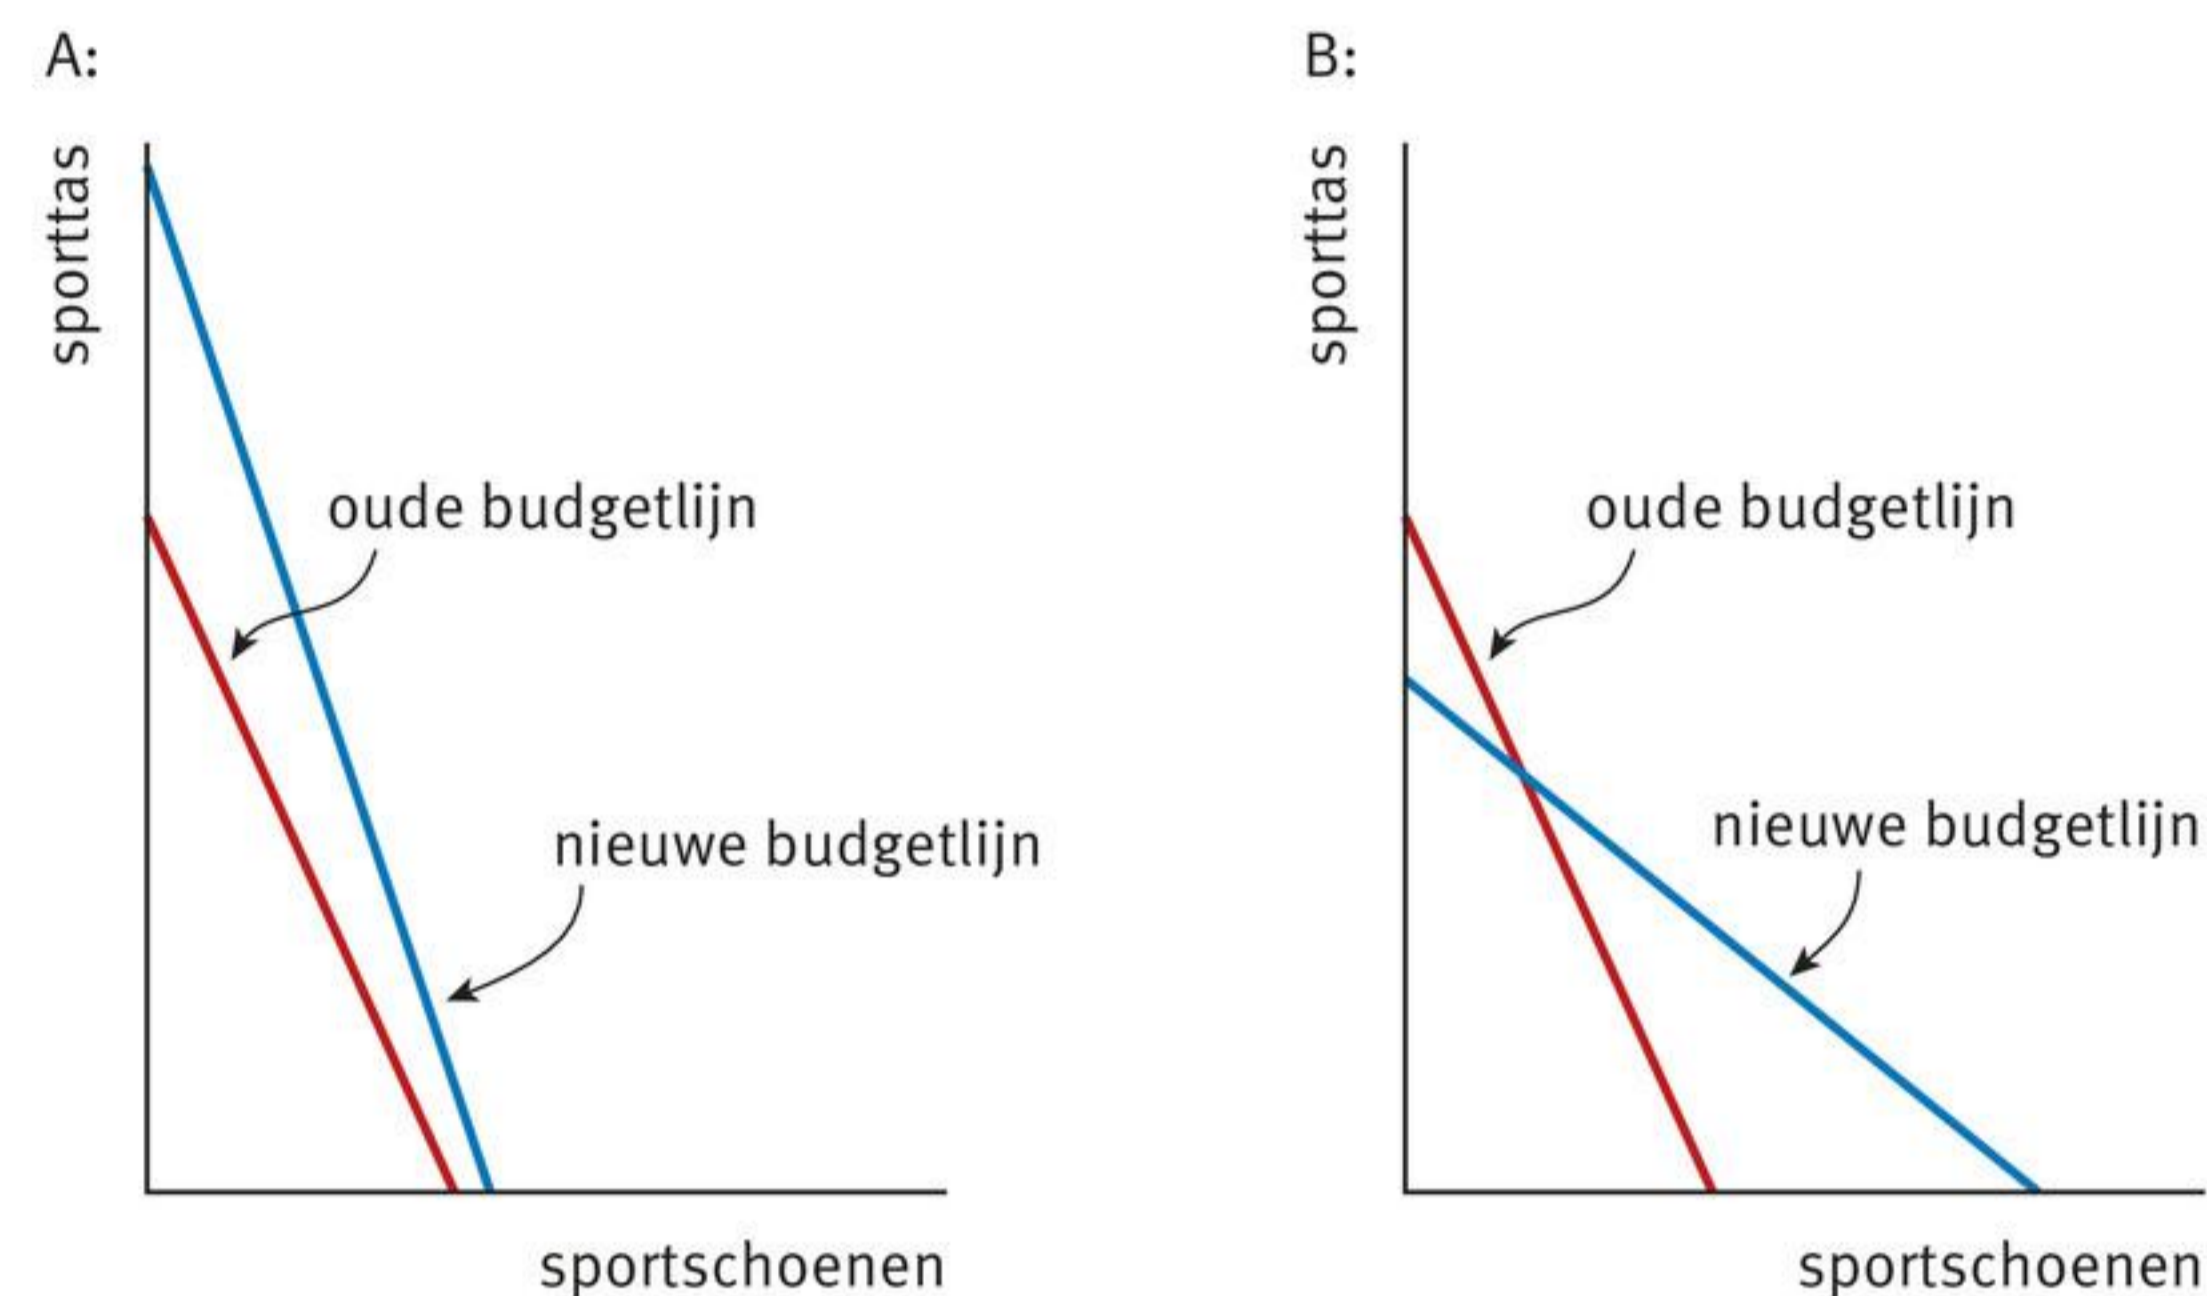 A:
sporttas
oude budgetlijn
nieuwe budgetlijn
sportschoenen
B:
sporttas
oude budgetlijn
nieuwe budgetlijn
sportschoenen